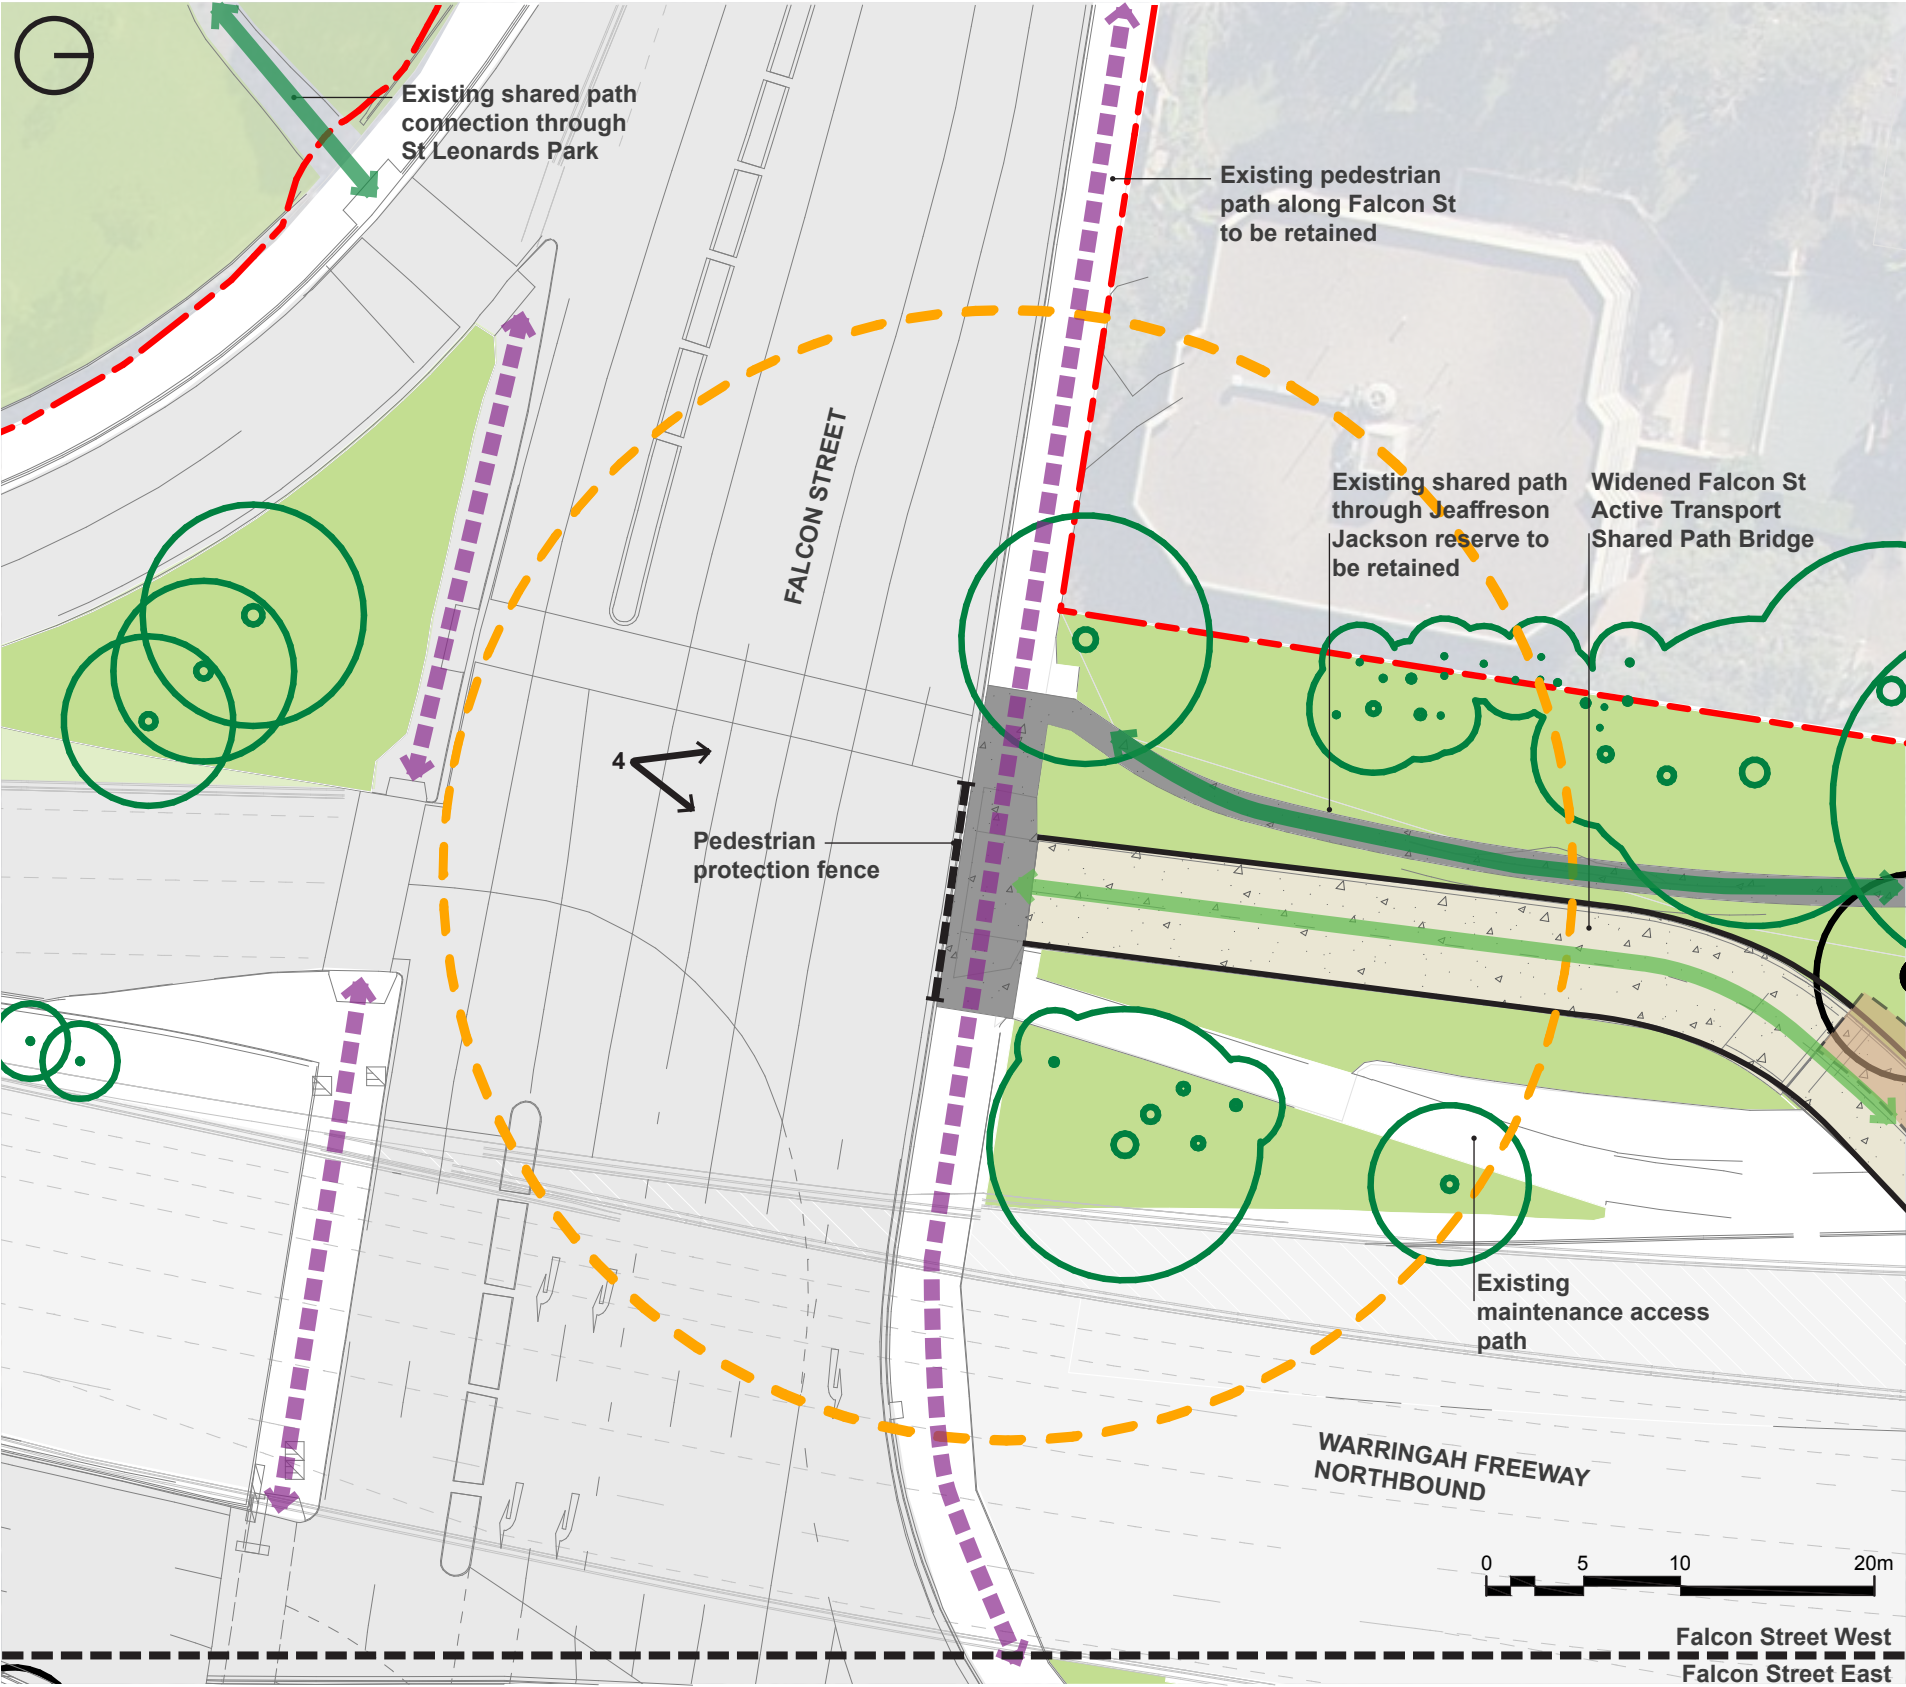 Existing shared path
connection through
St Leonards Park
Existing pedestrian
path along Falcon St
to be retained
FALCON STREET
Existing shared path
through Jeaffreson
Jackson reserve to
be retained
Widened Falcon St
Active Transport
Shared Path Bridge
4
Pedestrian
protection fence
Existing
maintenance access
path
WARRINGAH FREEWAY
NORTHBOUND
0 5 10 20m
Falcon Street West
Falcon Street East